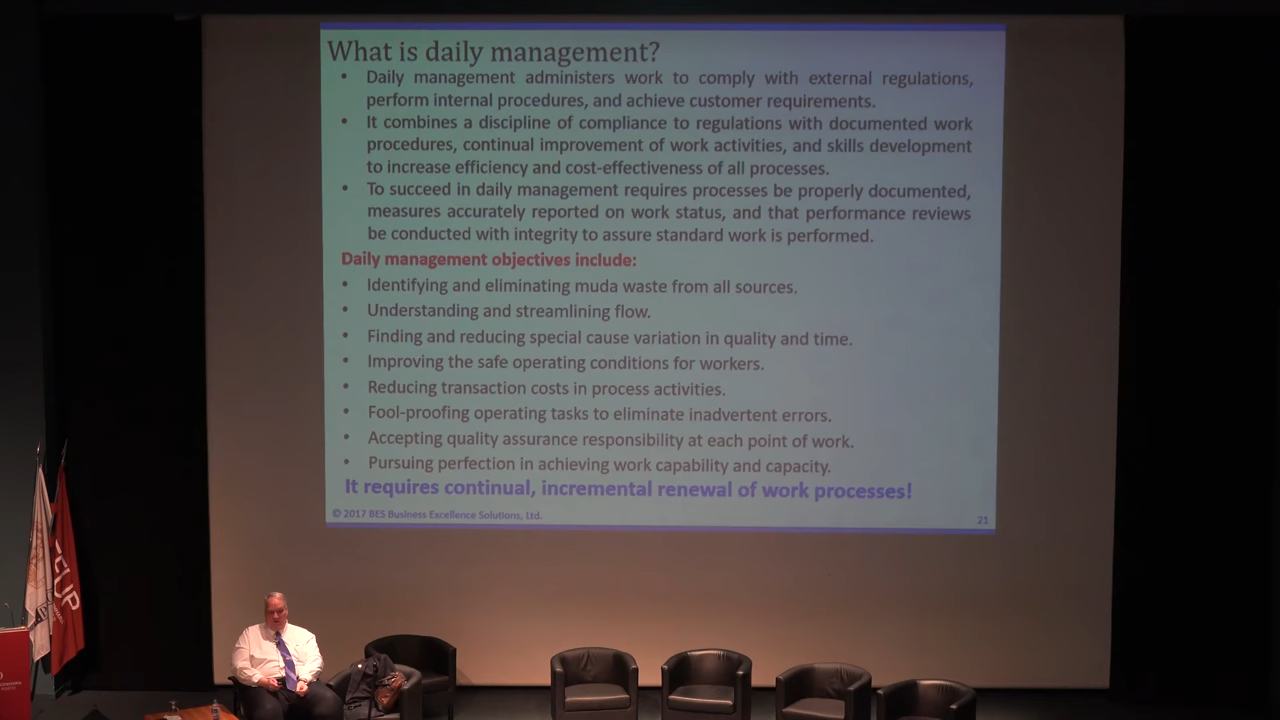 What is daily management?
• Daily management administers work to comply with external regulations,
perform internal procedures, and achieve customer requirements.
• It combines a discipline of compliance to regulations with documented work
procedures, continual improvement of work activities, and skills development
to increase efficiency and cost-effectiveness of all processes.
• To succeed in daily management requires processes be properly documented,
measures accurately reported on work status, and that performance reviews
be conducted with integrity to assure standard work is performed.
Daily management objectives include:
• Identifying and eliminating muda waste from all sources.
• Understanding and streamlining flow.
• Finding and reducing special cause variation in quality and time.
• Improving the safe operating conditions for workers.
• Reducing transaction costs in process activities.
• Fool-proofing operating tasks to eliminate inadvertent errors.
• Accepting quality assurance responsibility at each point of work.
• Pursuing perfection in achieving work capability and capacity.
It requires continual, incremental renewal of work processes!
© 2017 BES Business Excellence Solutions, Ltd.
21
FEUP